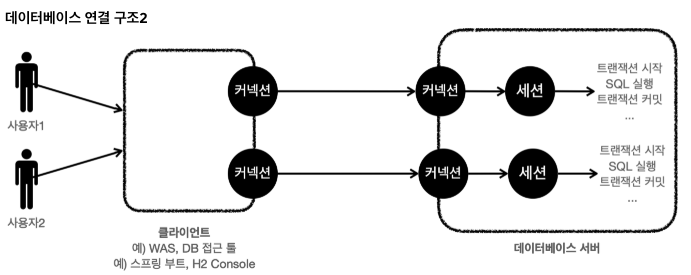 데이터베이스 연결 구조2
사용자1
사용자2
커넥션
커넥션
클라이언트
예) WAS, DB 접근 툴
예) 스프링 부트, H2 Console
커넥션
세션
트랜잭션 시작
SQL 실행
트랜잭션 커밋
...
커넥션
세션
트랜잭션 시작
SQL 실행
트랜잭션 커밋
...
데이터베이스 서버